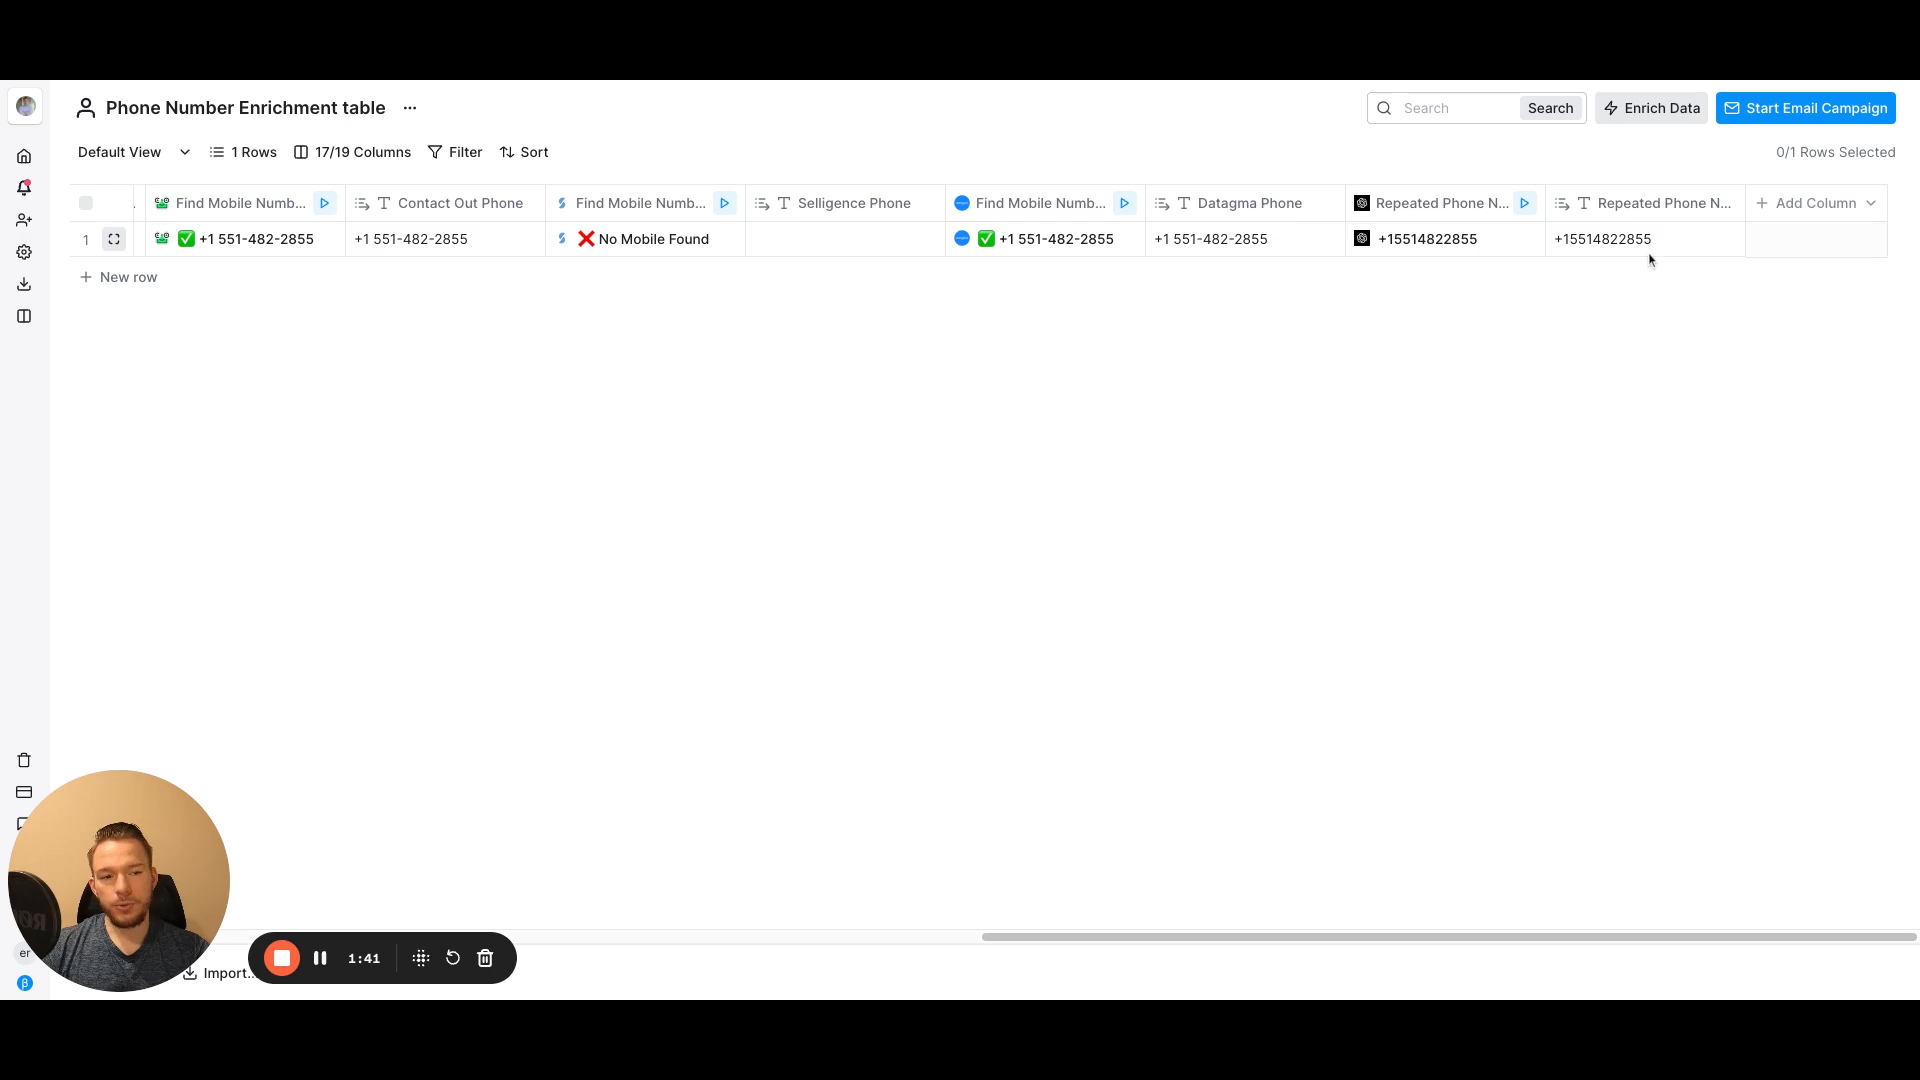 Phone Number Enrichment table ...
Search Search Enrich Data Start Email Campaign
Default View 1 Rows 17/19 Columns Filter Sort 0/1 Rows Selected
Find Mobile Numb... Contact Out Phone Find Mobile Numb... Selligence Phone Find Mobile Numb... Datagma Phone Repeated Phone N... Repeated Phone N... + Add Column
1 ✅ +1 551-482-2855 +1 551-482-2855 ❌ No Mobile Found ✅ +1 551-482-2855 +1 551-482-2855 +15514822855 +15514822855
+ New row
er
1:41
Import...
β